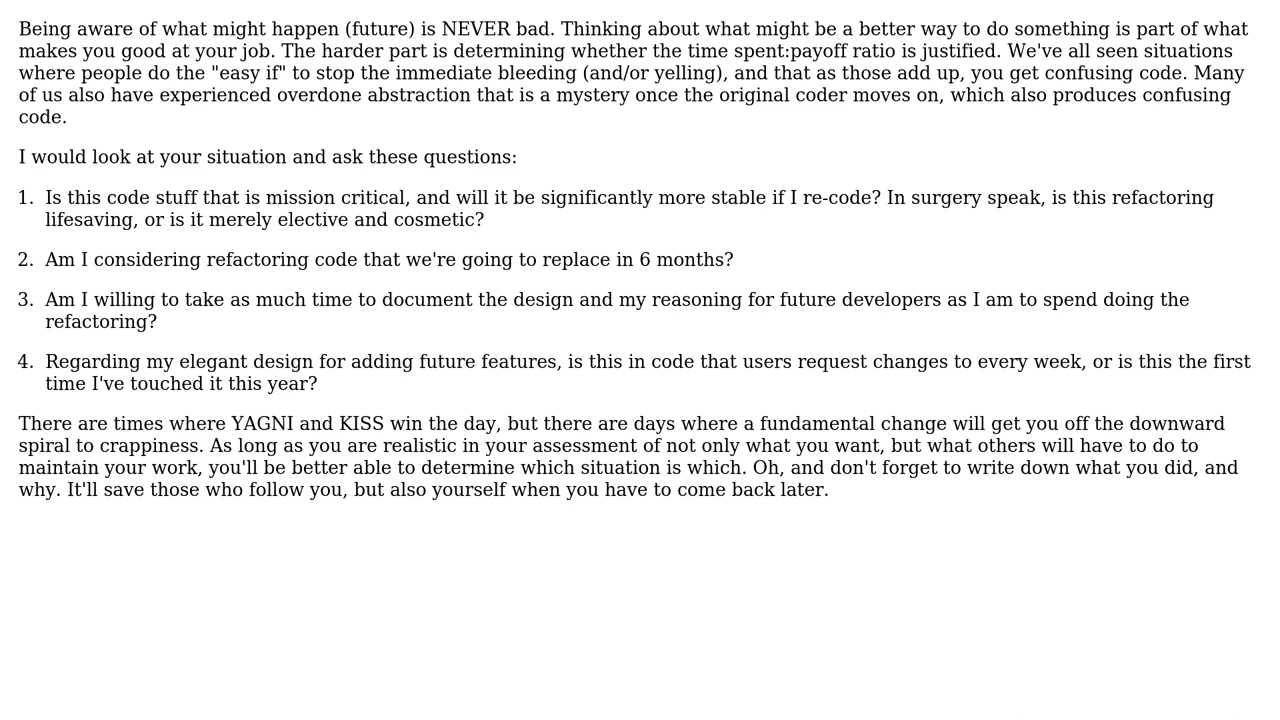 Being aware of what might happen (future) is NEVER bad. Thinking about what might be a better way to do something is part of what
makes you good at your job. The harder part is determining whether the time spent:payoff ratio is justified. We've all seen situations
where people do the "easy if" to stop the immediate bleeding (and/or yelling), and that as those add up, you get confusing code. Many
of us also have experienced overdone abstraction that is a mystery once the original coder moves on, which also produces confusing
code.
I would look at your situation and ask these questions:
1. Is this code stuff that is mission critical, and will it be significantly more stable if I re-code? In surgery speak, is this refactoring
lifesaving, or is it merely elective and cosmetic?
2. Am I considering refactoring code that we're going to replace in 6 months?
3. Am I willing to take as much time to document the design and my reasoning for future developers as I am to spend doing the
refactoring?
4. Regarding my elegant design for adding future features, is this in code that users request changes to every week, or is this the first
time I've touched it this year?
There are times where YAGNI and KISS win the day, but there are days where a fundamental change will get you off the downward
spiral to crappiness. As long as you are realistic in your assessment of not only what you want, but what others will have to do to
maintain your work, you'll be better able to determine which situation is which. Oh, and don't forget to write down what you did, and
why. It'll save those who follow you, but also yourself when you have to come back later.